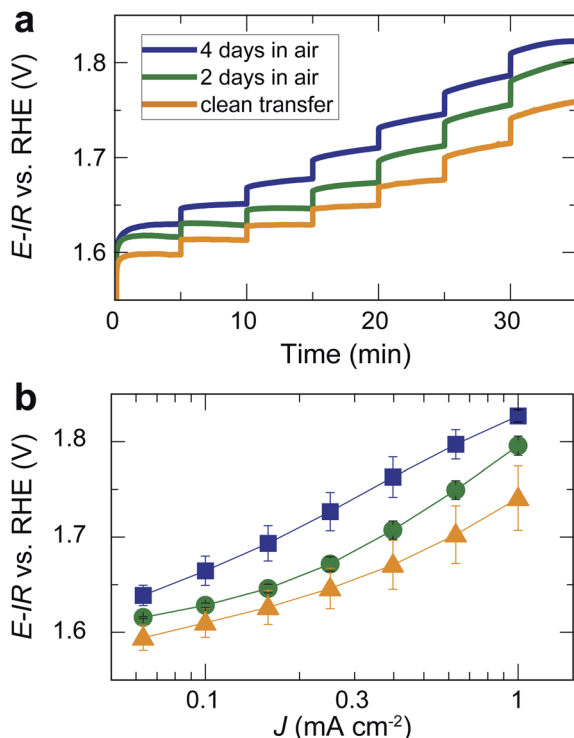 a
E-IR vs. RHE (V)
1.8
1.7
1.6
4 days in air
2 days in air
clean transfer
0
10
20
30
Time (min)
b
E-IR vs. RHE (V)
1.8
1.7
1.6
0.1
0.3
1
J (mA cm⁻²)